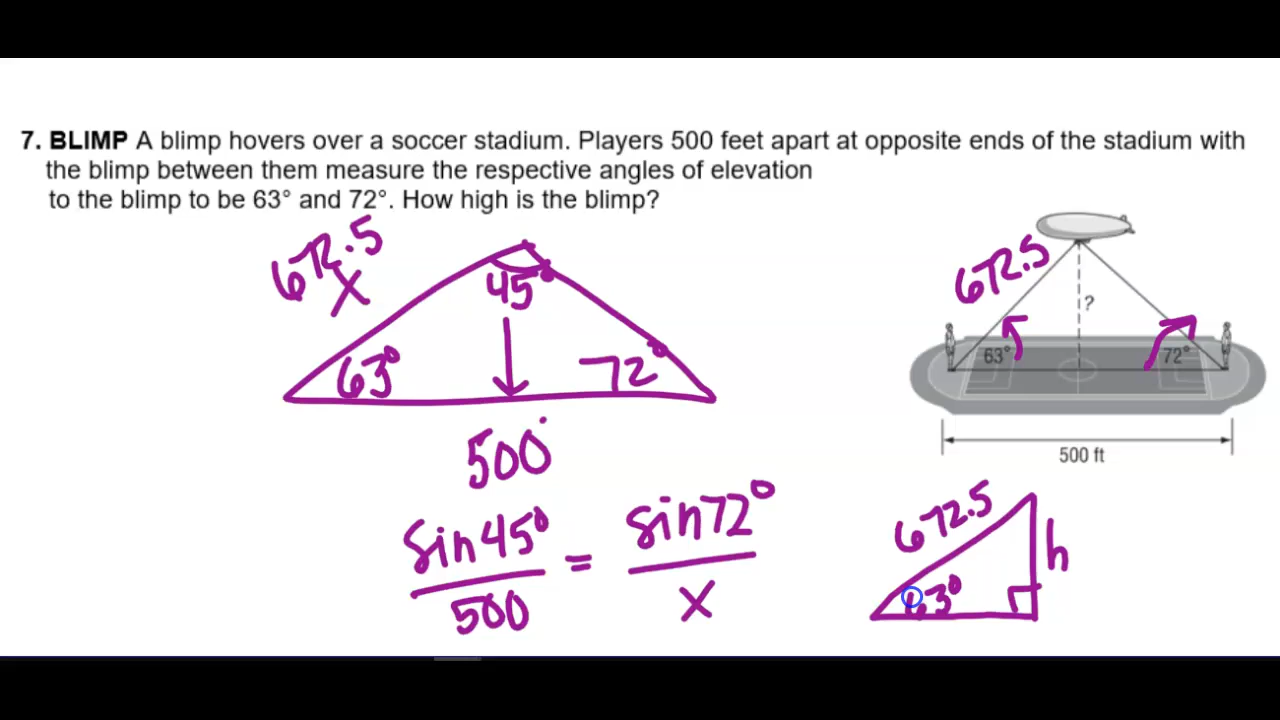 7. BLIMP A blimp hovers over a soccer stadium. Players 500 feet apart at opposite ends of the stadium with
the blimp between them measure the respective angles of elevation
to the blimp to be 63° and 72°. How high is the blimp?
672.5
x
45°
63°
72°
500
672.5
?
63°
72°
500 ft
sin45° = sin72°
500 x
672.5
h
63°